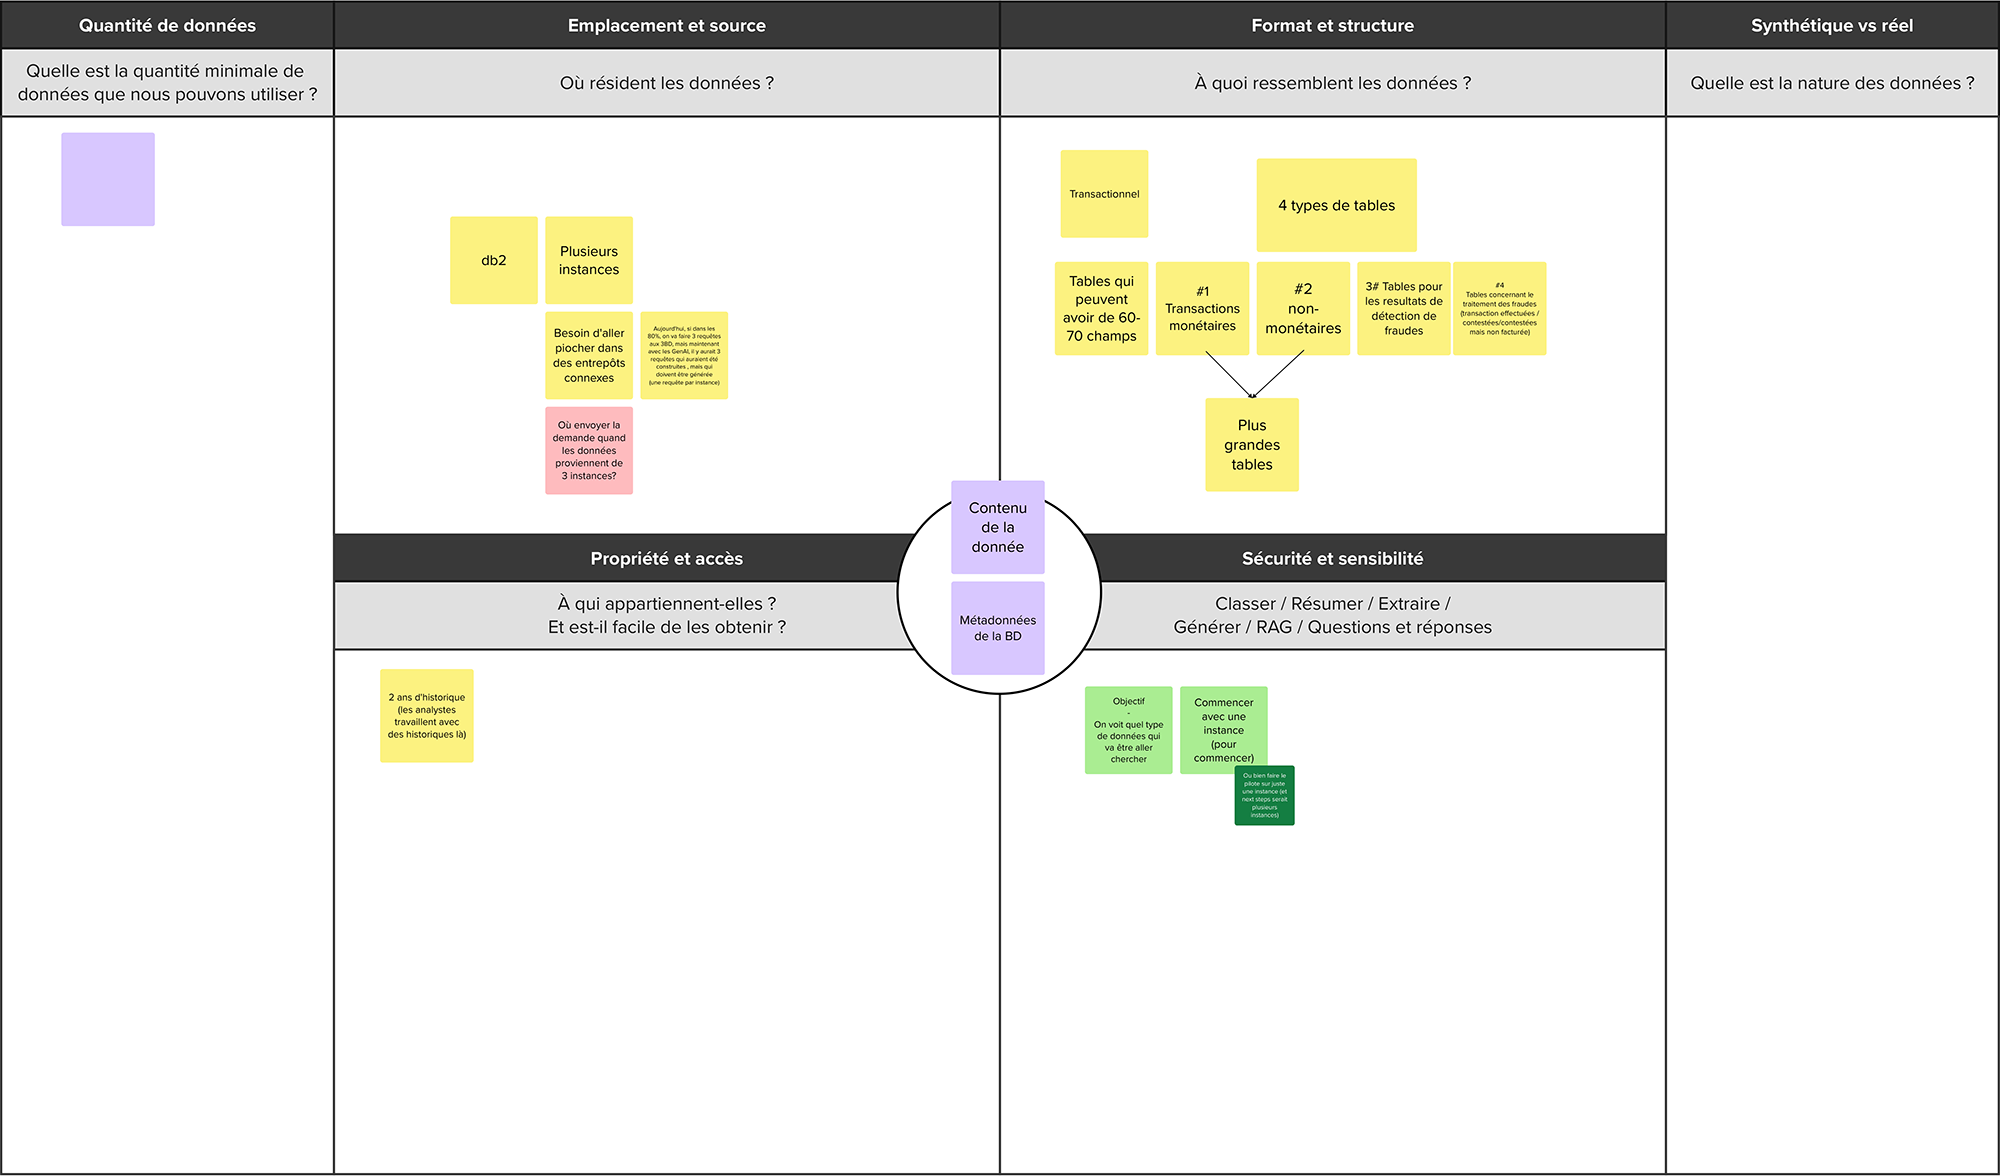 Quantité de données
Quelle est la quantité minimale de
données que nous pouvons utiliser ?
Emplacement et source
Où résident les données ?
db2
Plusieurs
instances
Besoin d'aller
piocher dans
des entrepôts
connexes
Aujourd'hui, si dans les
80%, on va faire 3 requêtes
aux 3BD, mais maintenant
avec les GenAI, il y aurait 3
requêtes qui auraient été
construites , mais qui
doivent être générée
(une requête par instance)
Où envoyer la
demande quand
les données
proviennent de
3 instances?
Format et structure
À quoi ressemblent les données ?
Transactionnel
4 types de tables
Tables qui
peuvent
avoir de 60-
70 champs
#1
Transactions
monétaires
#2
non-
monétaires
3# Tables pour
les resultats de
détection de
fraudes
#4
Tables concernant le
traitement des fraudes
(transaction effectuées /
contestées/contestées
mais non facturée)
Plus
grandes
tables
Synthétique vs réel
Quelle est la nature des données ?
Contenu
de la
donnée
Métadonnées
de la BD
Propriété et accès
À qui appartiennent-elles ?
Et est-il facile de les obtenir ?
2 ans d'historique
(les analystes
travaillent avec
des historiques là)
Sécurité et sensibilité
Classer / Résumer / Extraire /
Générer / RAG / Questions et réponses
Objectif
-
On voit quel type
de données qui
va être aller
chercher
Commencer
avec une
instance
(pour
commencer)
Ou bien faire le
pilote sur juste
une instance (et
next steps serait
plusieurs
instances)